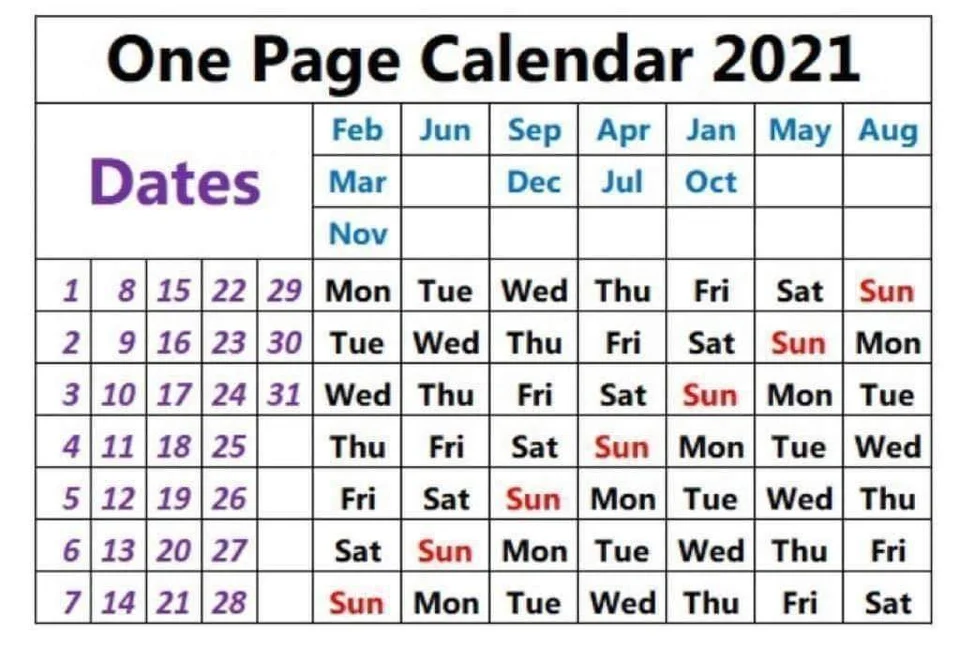 One Page Calendar 2021
Dates
Feb Jun Sep Apr Jan May Aug
Mar Dec Jul Oct
Nov
1 8 15 22 29 Mon Tue Wed Thu Fri Sat Sun
2 9 16 23 30 Tue Wed Thu Fri Sat Sun Mon
3 10 17 24 31 Wed Thu Fri Sat Sun Mon Tue
4 11 18 25 Thu Fri Sat Sun Mon Tue Wed
5 12 19 26 Fri Sat Sun Mon Tue Wed Thu
6 13 20 27 Sat Sun Mon Tue Wed Thu Fri
7 14 21 28 Sun Mon Tue Wed Thu Fri Sat